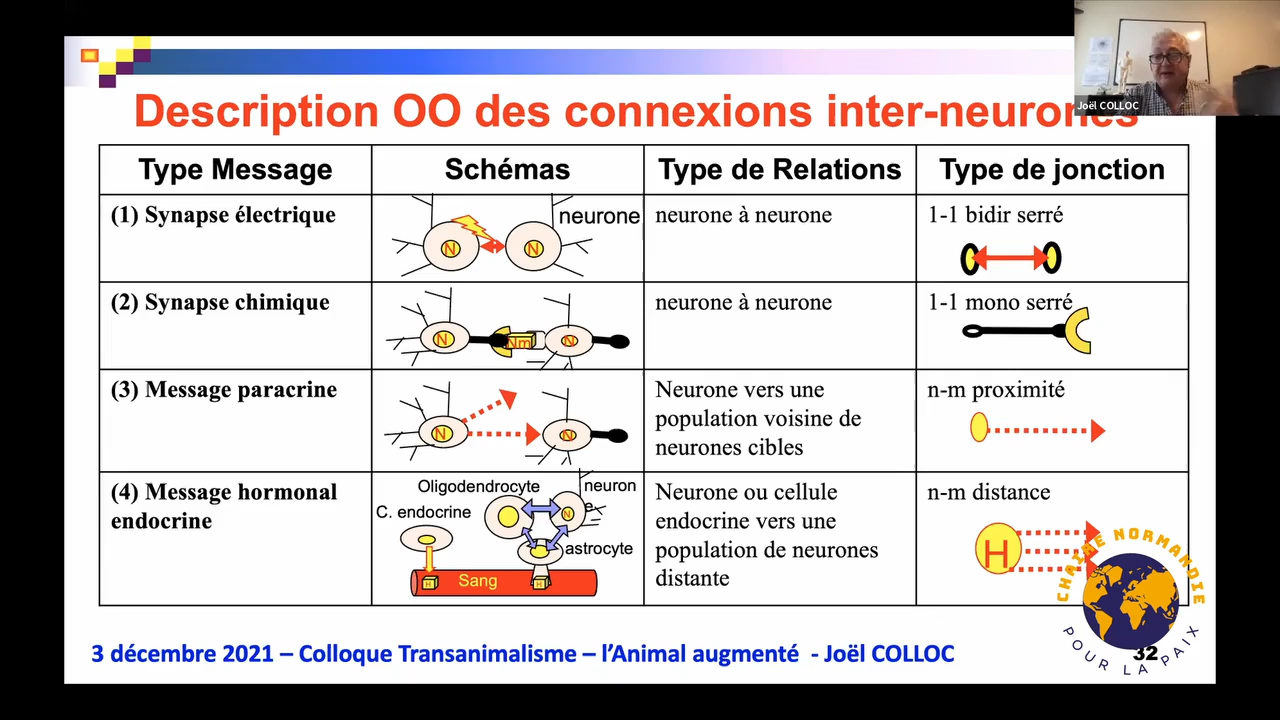 Joël COLLOC
Description OO des connexions inter-neurones
Type Message
Schémas
Type de Relations
Type de jonction
(1) Synapse électrique
neurone
N
N
neurone à neurone
1-1 bidir serré
(2) Synapse chimique
N
Nm
N
neurone à neurone
1-1 mono serré
(3) Message paracrine
N
N
Neurone vers une
population voisine de
neurones cibles
n-m proximité
(4) Message hormonal
endocrine
Oligodendrocyte
neuron
e
C. endocrine
N
astrocyte
Sang
H
H
Neurone ou cellule
endocrine vers une
population de neurones
distante
n-m distance
H
CHAIRE NORMANDIE
POUR LA PAIX
3 décembre 2021 – Colloque Transanimalisme – l’Animal augmenté - Joël COLLOC
32